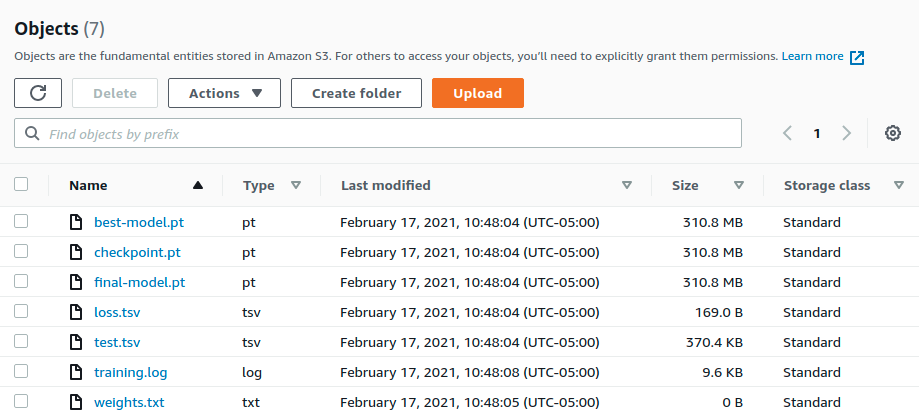 Objects (7)
Objects are the fundamental entities stored in Amazon S3. For others to access your objects, you'll need to explicitly grant them permissions. Learn more
Delete Actions Create folder Upload
Find objects by prefix 1
Name Type Last modified Size Storage class
best-model.pt pt February 17, 2021, 10:48:04 (UTC-05:00) 310.8 MB Standard
checkpoint.pt pt February 17, 2021, 10:48:04 (UTC-05:00) 310.8 MB Standard
final-model.pt pt February 17, 2021, 10:48:04 (UTC-05:00) 310.8 MB Standard
loss.tsv tsv February 17, 2021, 10:48:04 (UTC-05:00) 169.0 B Standard
test.tsv tsv February 17, 2021, 10:48:04 (UTC-05:00) 370.4 KB Standard
training.log log February 17, 2021, 10:48:08 (UTC-05:00) 9.6 KB Standard
weights.txt txt February 17, 2021, 10:48:05 (UTC-05:00) 0 B Standard